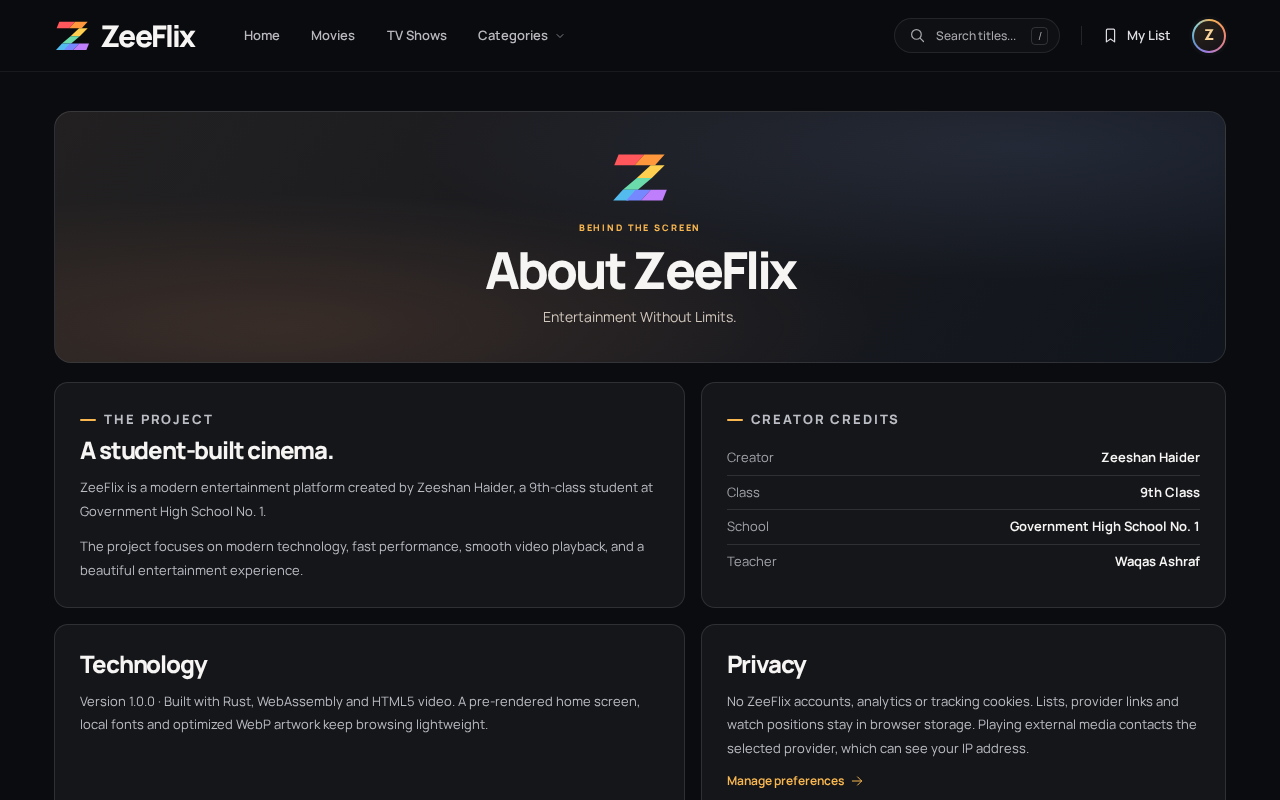 ZeeFlix
Home
Movies
TV Shows
Categories
Search titles...
/
My List
Z
BEHIND THE SCREEN
About ZeeFlix
Entertainment Without Limits.
THE PROJECT
A student-built cinema.
ZeeFlix is a modern entertainment platform created by Zeeshan Haider, a 9th-class student at
Government High School No. 1.
The project focuses on modern technology, fast performance, smooth video playback, and a
beautiful entertainment experience.
CREATOR CREDITS
Creator Zeeshan Haider
Class 9th Class
School Government High School No. 1
Teacher Waqas Ashraf
Technology
Version 1.0.0 · Built with Rust, WebAssembly and HTML5 video. A pre-rendered home screen,
local fonts and optimized WebP artwork keep browsing lightweight.
Privacy
No ZeeFlix accounts, analytics or tracking cookies. Lists, provider links and
watch positions stay in browser storage. Playing external media contacts the
selected provider, which can see your IP address.
Manage preferences